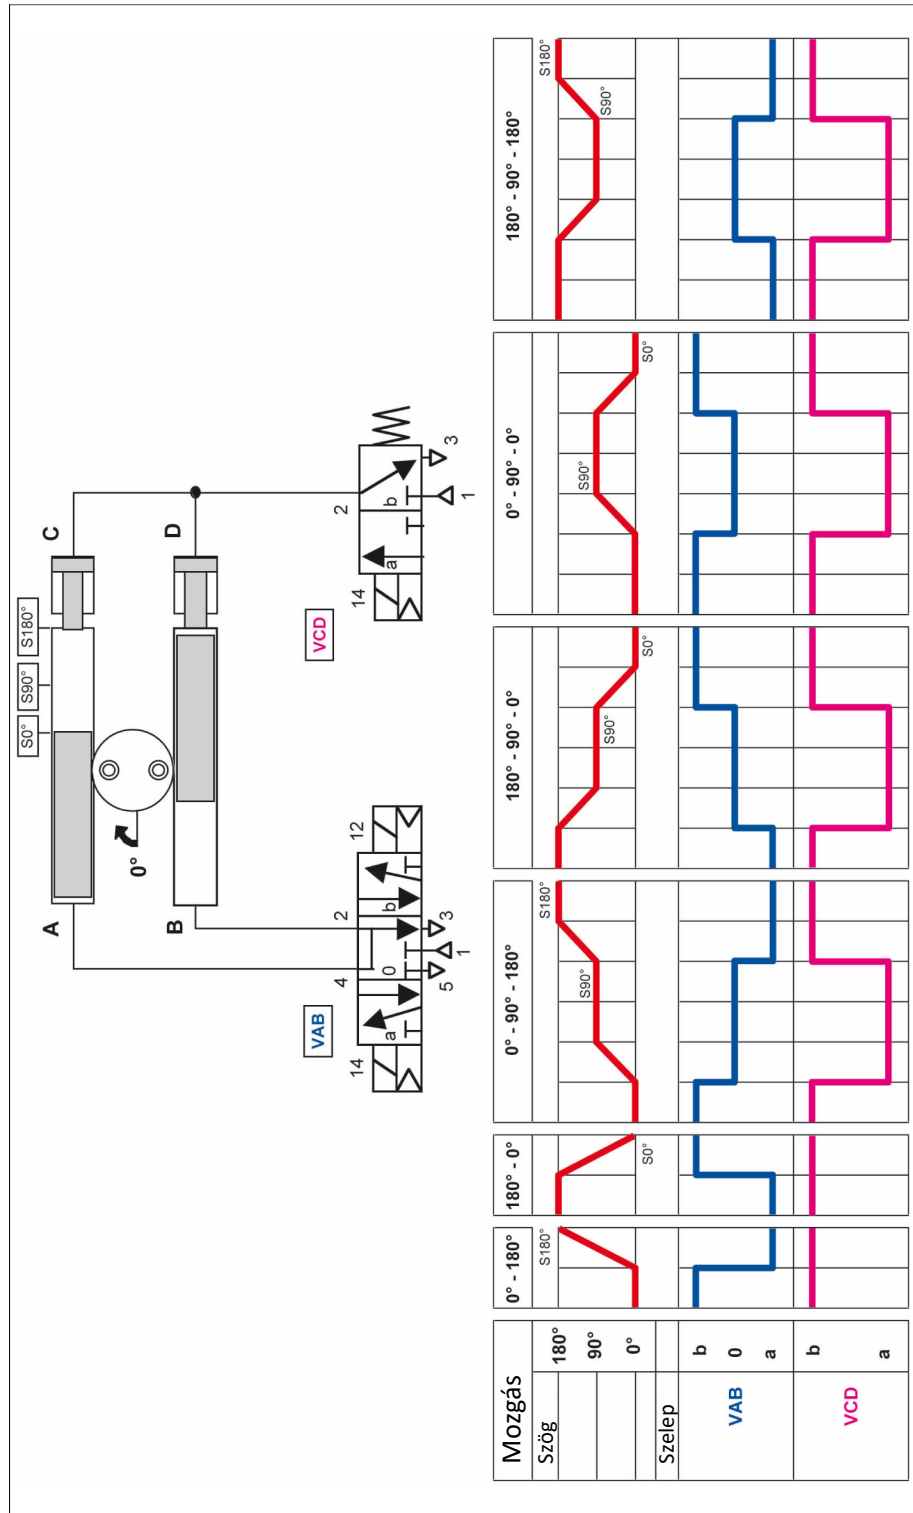 S0° S90° S180°
A
C
0°
B
D
VAB
VCD
14
4
2
12
a
0
b
5
1
3
14
2
a
b
1
3
Mozgás
0° - 180°
180° - 0°
0° - 90° - 180°
180° - 90° - 0°
0° - 90° - 0°
180° - 90° - 180°
Szög
180°
90°
0°
S180°
S0°
S90°
S180°
S90°
S0°
S90°
S0°
S90°
S180°
Szelep
VAB
b
0
a
VCD
b
a